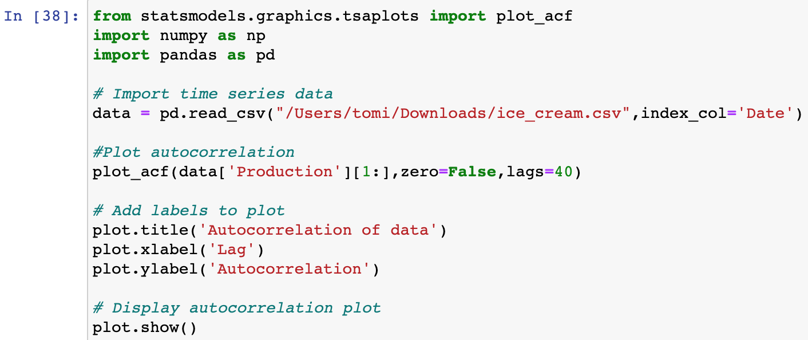 In [38]: from statsmodels.graphics.tsaplots import plot_acf
import numpy as np
import pandas as pd
# Import time series data
data = pd.read_csv("/Users/tomi/Downloads/ice_cream.csv",index_col='Date')
#Plot autocorrelation
plot_acf(data['Production'][1:],zero=False,lags=40)
# Add labels to plot
plot.title('Autocorrelation of data')
plot.xlabel('Lag')
plot.ylabel('Autocorrelation')
# Display autocorrelation plot
plot.show()